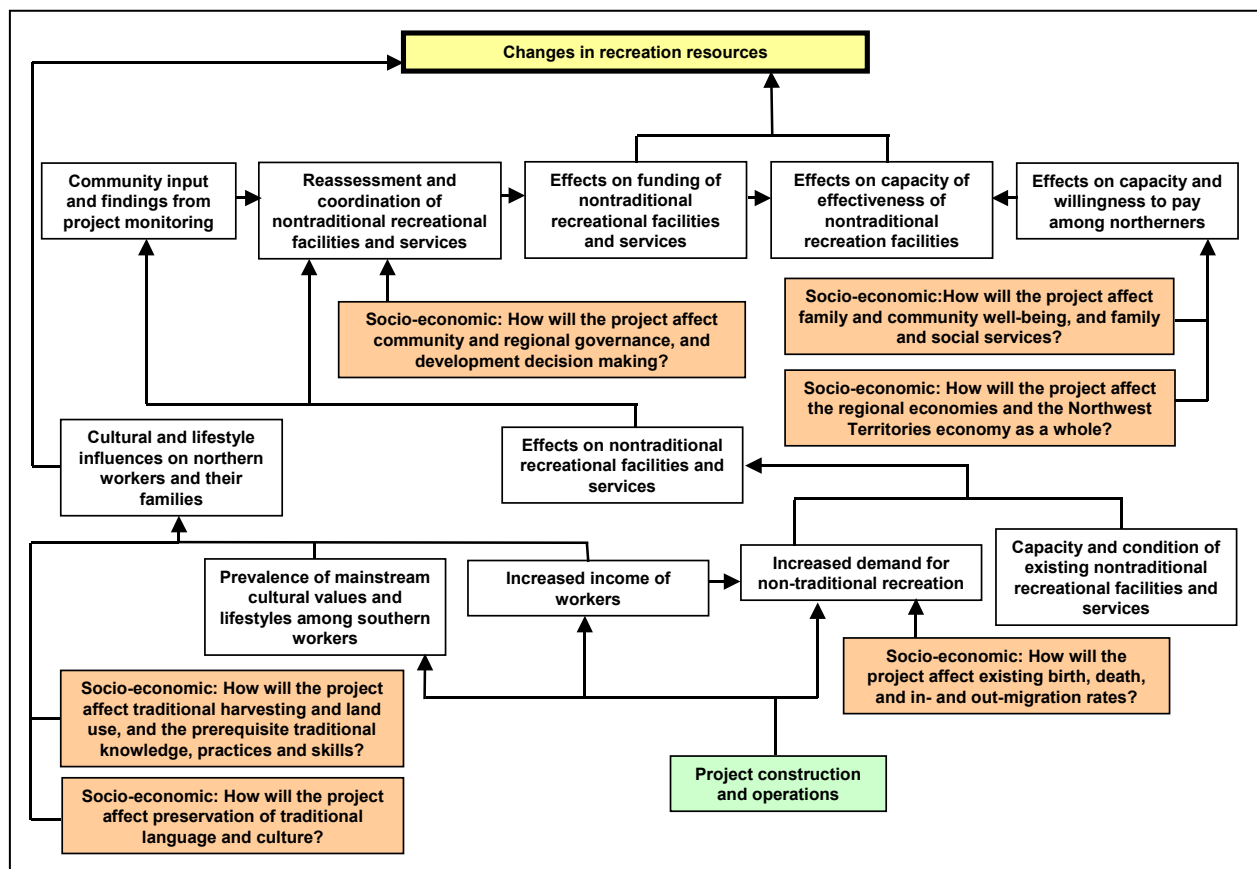 Changes in recreation resources
Community input
and findings from
project monitoring
Reassessment and
coordination of
nontraditional recreational
facilities and services
Effects on funding of
nontraditional
recreational facilities
and services
Effects on capacity of
effectiveness of
nontraditional
recreation facilities
Effects on capacity and
willingness to pay
among northerners
Socio-economic: How will the project affect
community and regional governance, and
development decision making?
Socio-economic:How will the project affect
family and community well-being, and family
and social services?
Socio-economic: How will the project affect
the regional economies and the Northwest
Territories economy as a whole?
Cultural and lifestyle
influences on northern
workers and their
families
Effects on nontraditional
recreational facilities and
services
Prevalence of mainstream
cultural values and
lifestyles among southern
workers
Increased income of
workers
Increased demand for
non-traditional recreation
Capacity and condition of
existing nontraditional
recreational facilities and
services
Socio-economic: How will the
project affect existing birth, death,
and in- and out-migration rates?
Socio-economic: How will the project
affect traditional harvesting and land
use, and the prerequisite traditional
knowledge, practices and skills?
Project construction
and operations
Socio-economic: How will the project
affect preservation of traditional
language and culture?